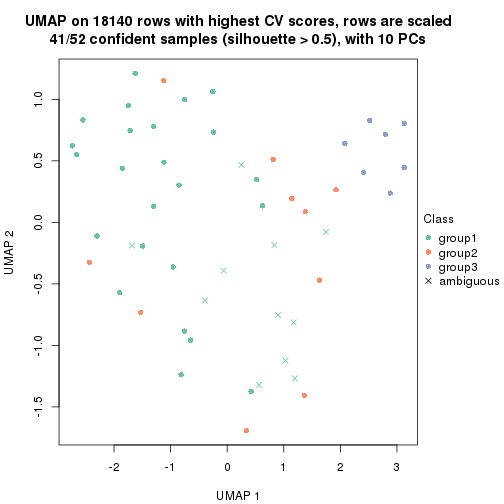 UMAP on 18140 rows with highest CV scores, rows are scaled
41/52 confident samples (silhouette > 0.5), with 10 PCs
1.0
0.5
0.0
-0.5
-1.0
-1.5
UMAP 2
-2
-1
0
1
2
3
UMAP 1
Class
group1
group2
group3
ambiguous